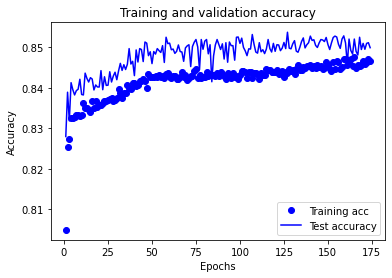 Training and validation accuracy
0.85
0.84
0.83
0.82
0.81
Accuracy
0 25 50 75 100 125 150 175
Epochs
Training acc
Test accuracy